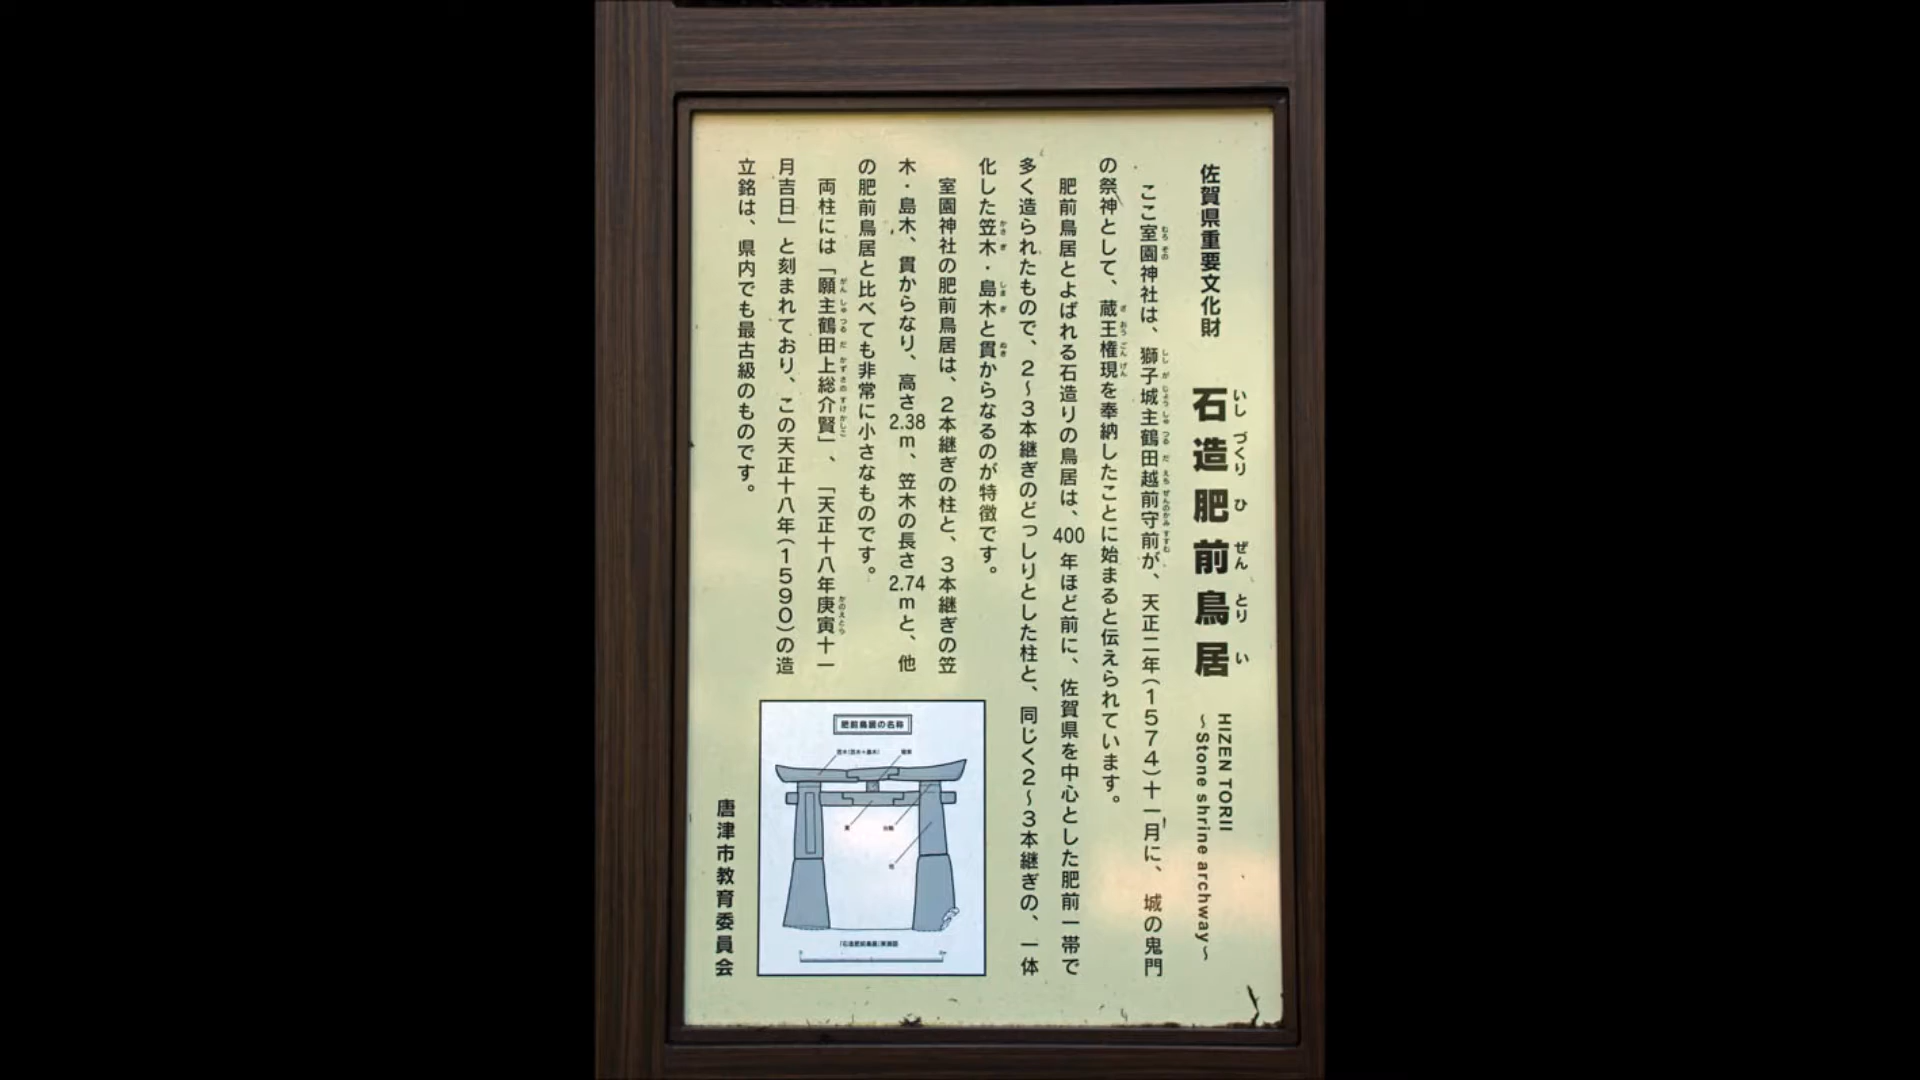 佐賀県重要文化財
石造肥前鳥居
いしづくりひぜんとりい
HIZEN TORII
～Stone shrine archway～
ここ室園神社は、獅子城主鶴田越前守前が、天正二年(1574)十一月に、城の鬼門
の祭神として、蔵王権現を奉納したことに始まると伝えられています。
肥前鳥居とよばれる石造りの鳥居は、400年ほど前に、佐賀県を中心とした肥前一帯で
多く造られたもので、2～3本継ぎのどっしりとした柱と、同じく2～3本継ぎの、一体
化した笠木・島木と貫からなるのが特徴です。
室園神社の肥前鳥居は、2本継ぎの柱と、3本継ぎの笠
木・島木、貫からなり、高さ2.38m、笠木の長さ2.74mと、他
の肥前鳥居と比べても非常に小さなものです。
両柱には「願主鶴田上総介賢」、「天正十八年庚寅十一
月吉日」と刻まれており、この天正十八年(1590)の造
立銘は、県内でも最古級のものです。
肥前鳥居の名称
唐津市教育委員会